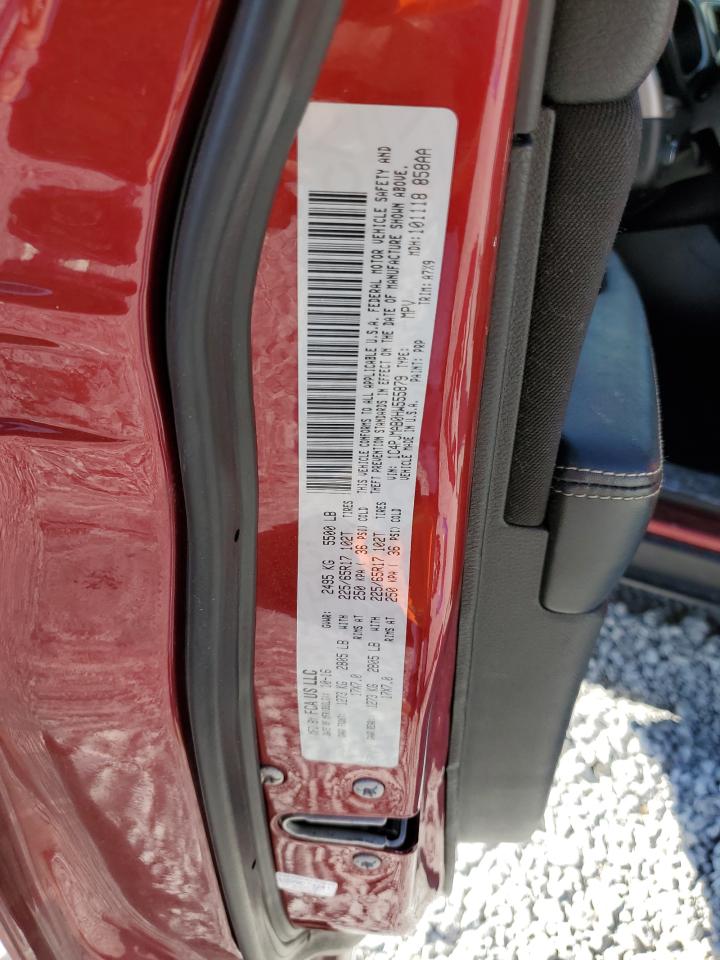 MFD BY FCA US LLC
DATE OF MFR 10-16 GVWR: 2495 KG 5500 LB
GAWR FRONT: 1273 KG 2805 LB WITH 225/65R17 102T TIRES
17X7.0 RIMS AT 250 KPA ( 36 PSI) COLD
GAWR REAR: 1273 KG 2805 LB WITH 225/65R17 102T TIRES
17X7.0 RIMS AT 250 KPA ( 36 PSI) COLD
THIS VEHICLE CONFORMS TO ALL APPLICABLE U.S.A. FEDERAL MOTOR VEHICLE SAFETY AND
THEFT PREVENTION STANDARDS IN EFFECT ON THE DATE OF MANUFACTURE SHOWN ABOVE.
VIN: 1C4PJMAB0HW555879 TYPE: MPV MDH:101118 858AA
VEHICLE MADE IN U.S.A. PAINT: PRP TRIM: A7X9